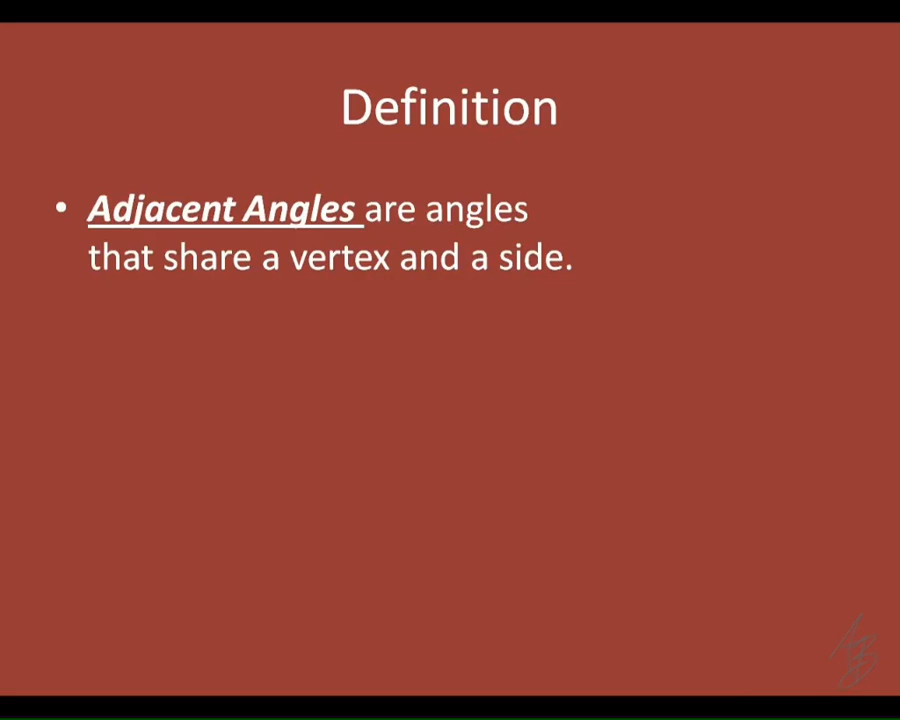 Definition
• Adjacent Angles are angles
that share a vertex and a side.